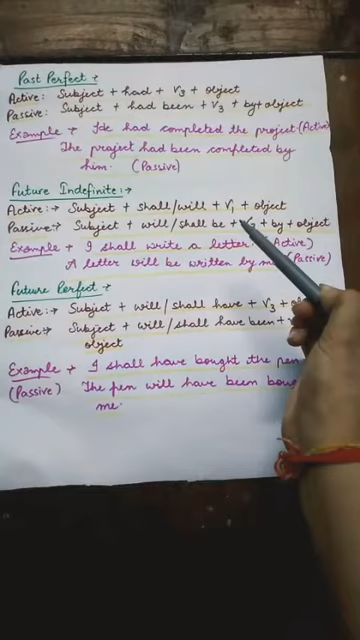 Past Perfect :-
Active: Subject + had + V3 + object
Passive: Subject + had been + V3 + by + object
Example :- He had completed the project (Active)
The project had been completed by
him. (Passive)
Future Indefinite :→
Active :→ Subject + shall/will + V1 + object
Passive :→ Subject + will/shall be + V3 + by + object
Example :→ I shall write a letter. (Active)
A letter will be written by me (Passive)
Future Perfect :-
Active :→ Subject + will/shall have + V3 +
Passive :→ Subject + will/shall have been +
object
Example :→ I shall have bought the pen
(Passive) The pen will have been
me.